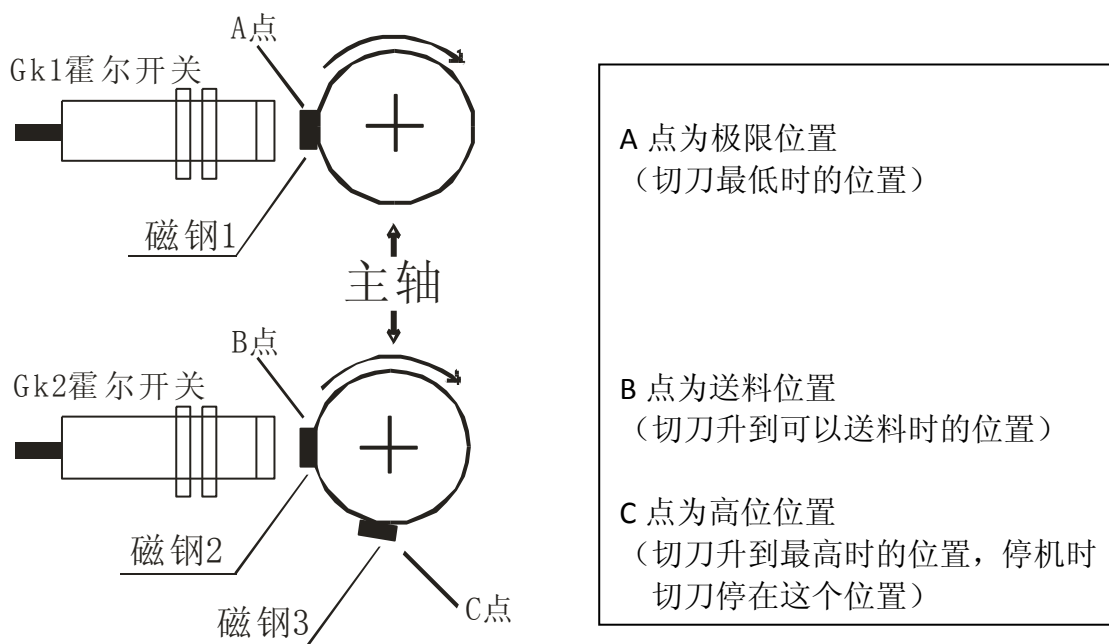 A点
Gk1霍尔开关
磁钢1
主轴
B点
Gk2霍尔开关
磁钢2
磁钢3
C点
A 点为极限位置
（切刀最低时的位置）
B 点为送料位置
（切刀升到可以送料时的位置）
C 点为高位位置
（切刀升到最高时的位置，停机时
切刀停在这个位置）